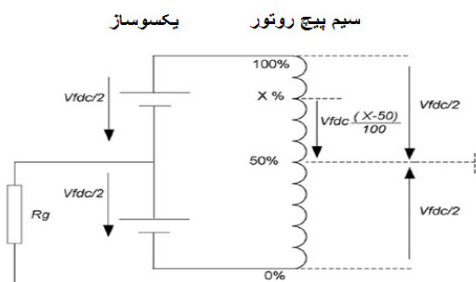 یکسوساز
سیم پیچ روتور
100%
X %
Vfdc/2
Vfdc (X-50)/100
Vfdc/2
50%
Vfdc/2
Rg
Vfdc/2
0%